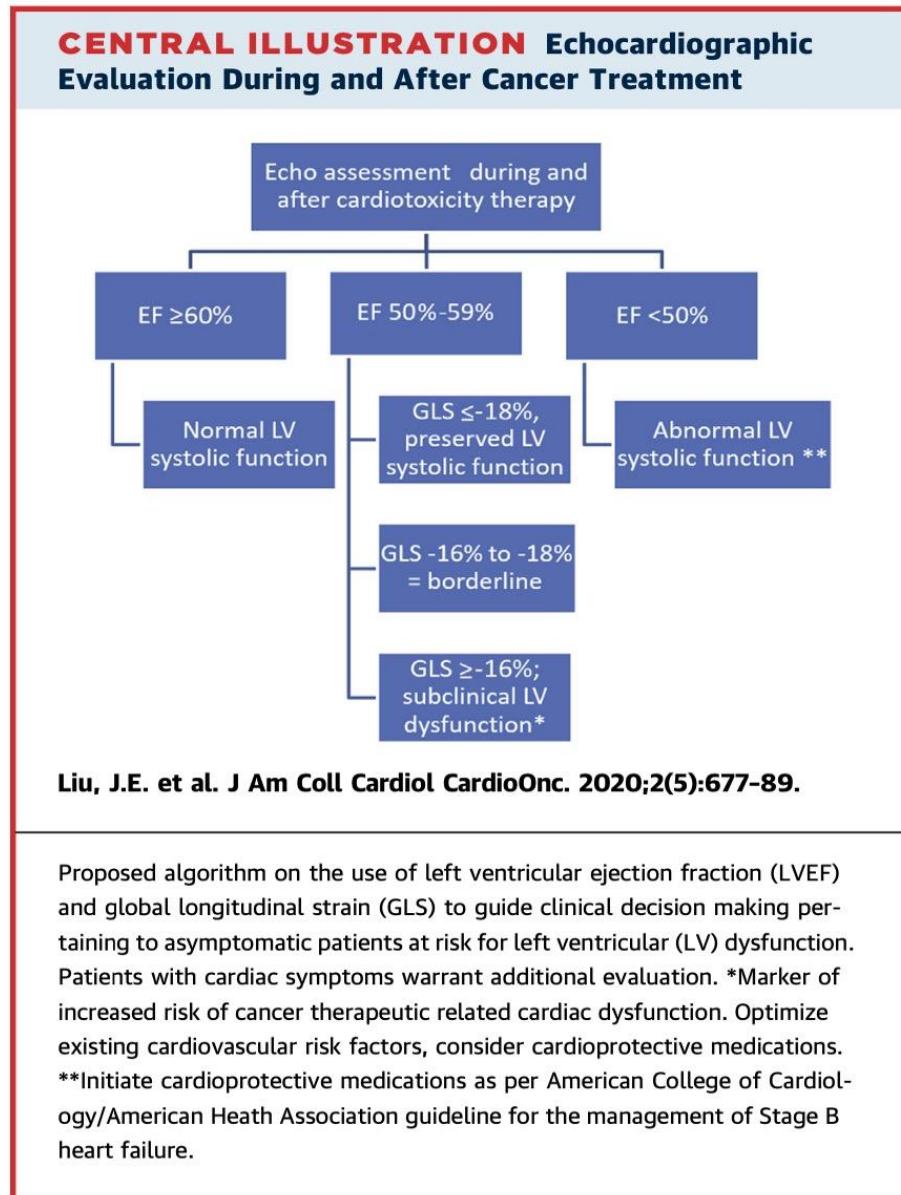 CENTRAL ILLUSTRATION Echocardiographic
Evaluation During and After Cancer Treatment
Echo assessment during and
after cardiotoxicity therapy
EF ≥60%
EF 50%-59%
EF <50%
Normal LV
systolic function
GLS ≤-18%,
preserved LV
systolic function
Abnormal LV
systolic function **
GLS -16% to -18%
= borderline
GLS ≥-16%;
subclinical LV
dysfunction*
Liu, J.E. et al. J Am Coll Cardiol CardioOnc. 2020;2(5):677–89.
Proposed algorithm on the use of left ventricular ejection fraction (LVEF)
and global longitudinal strain (GLS) to guide clinical decision making per-
taining to asymptomatic patients at risk for left ventricular (LV) dysfunction.
Patients with cardiac symptoms warrant additional evaluation. *Marker of
increased risk of cancer therapeutic related cardiac dysfunction. Optimize
existing cardiovascular risk factors, consider cardioprotective medications.
**Initiate cardioprotective medications as per American College of Cardiol-
ogy/American Heath Association guideline for the management of Stage B
heart failure.